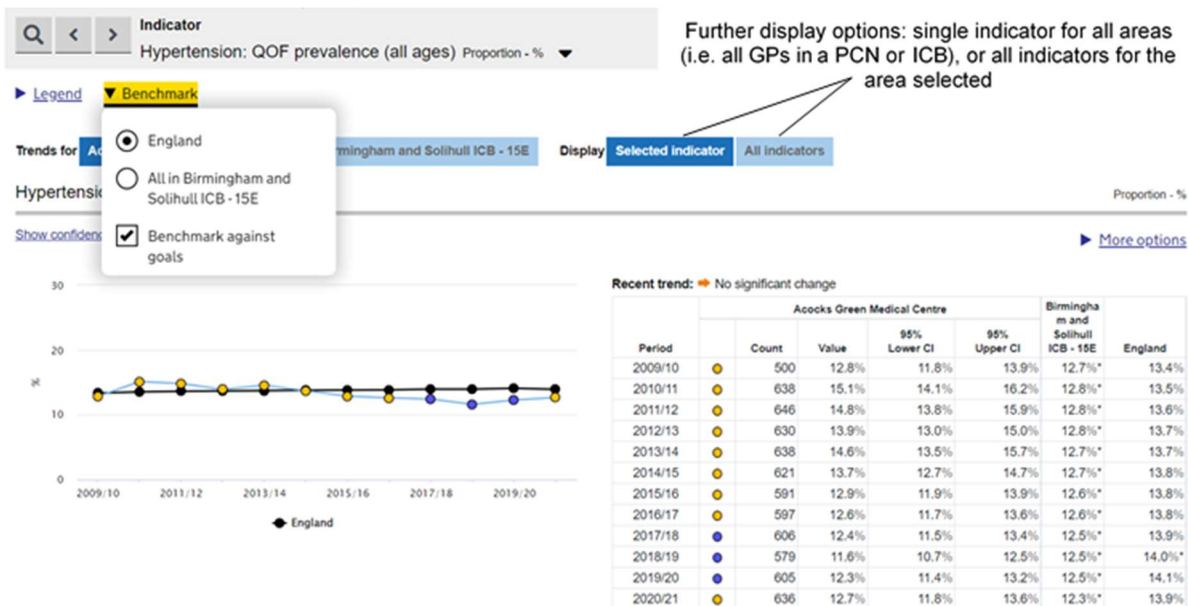 Indicator
Hypertension: QOF prevalence (all ages) Proportion - %
Further display options: single indicator for all areas
(i.e. all GPs in a PCN or ICB), or all indicators for the
area selected
Legend
Benchmark
England
All in Birmingham and
Solihull ICB - 15E
Benchmark against
goals
Trends for
Birmingham and Solihull ICB - 15E
Display
Selected indicator
All indicators
Proportion - %
More options
30
20
10
0
%
2009/10 2011/12 2013/14 2015/16 2017/18 2019/20
England
Recent trend: No significant change
Acocks Green Medical Centre
Birmingha
m and
Solihull
ICB - 15E
Period Count Value 95% Lower CI 95% Upper CI England
2009/10 500 12.8% 11.8% 13.9% 12.7%* 13.4%
2010/11 638 15.1% 14.1% 16.2% 12.8%* 13.5%
2011/12 646 14.8% 13.8% 15.9% 12.8%* 13.6%
2012/13 630 13.9% 13.0% 15.0% 12.8%* 13.7%
2013/14 638 14.6% 13.5% 15.7% 12.7%* 13.7%
2014/15 621 13.7% 12.7% 14.7% 12.7%* 13.8%
2015/16 591 12.9% 11.9% 13.9% 12.6%* 13.8%
2016/17 597 12.6% 11.7% 13.6% 12.6%* 13.8%
2017/18 606 12.4% 11.5% 13.4% 12.5%* 13.9%
2018/19 579 11.6% 10.7% 12.5% 12.5%* 14.0%*
2019/20 605 12.3% 11.4% 13.2% 12.5%* 14.1%
2020/21 636 12.7% 11.8% 13.6% 12.3%* 13.9%